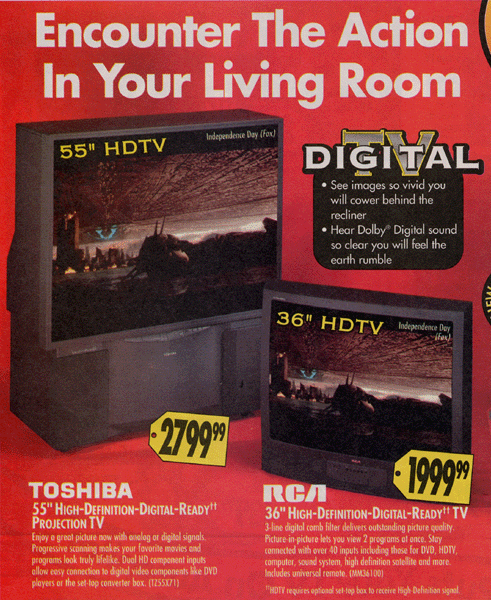 Encounter The Action
In Your Living Room
55" HDTV
Independence Day (Fox)
TV
DIGITAL
• See images so vivid you
will cower behind the
recliner
• Hear Dolby® Digital sound
so clear you will feel the
earth rumble
NEW
36" HDTV
Independence Day
(Fox)
2799⁹⁹
1999⁹⁹
TOSHIBA
55" High-Definition-Digital-Ready††
Projection TV
Enjoy a great picture now with analog or digital signals.
Progressive scanning makes your favorite movies and
programs look truly lifelike. Dual HD component inputs
allow easy connection to digital video components like DVD
players or the set-top converter box. (TZ55X71)
RCA
36" High-Definition-Digital-Ready†† TV
3-line digital comb filter delivers outstanding picture quality.
Picture-in-picture lets you view 2 programs at once. Stay
connected with over 40 inputs including those for DVD, HDTV,
computer, sound system, high definition satellite and more.
Includes universal remote. (MM36100)
††HDTV requires optional set-top box to receive High-Definition signal.